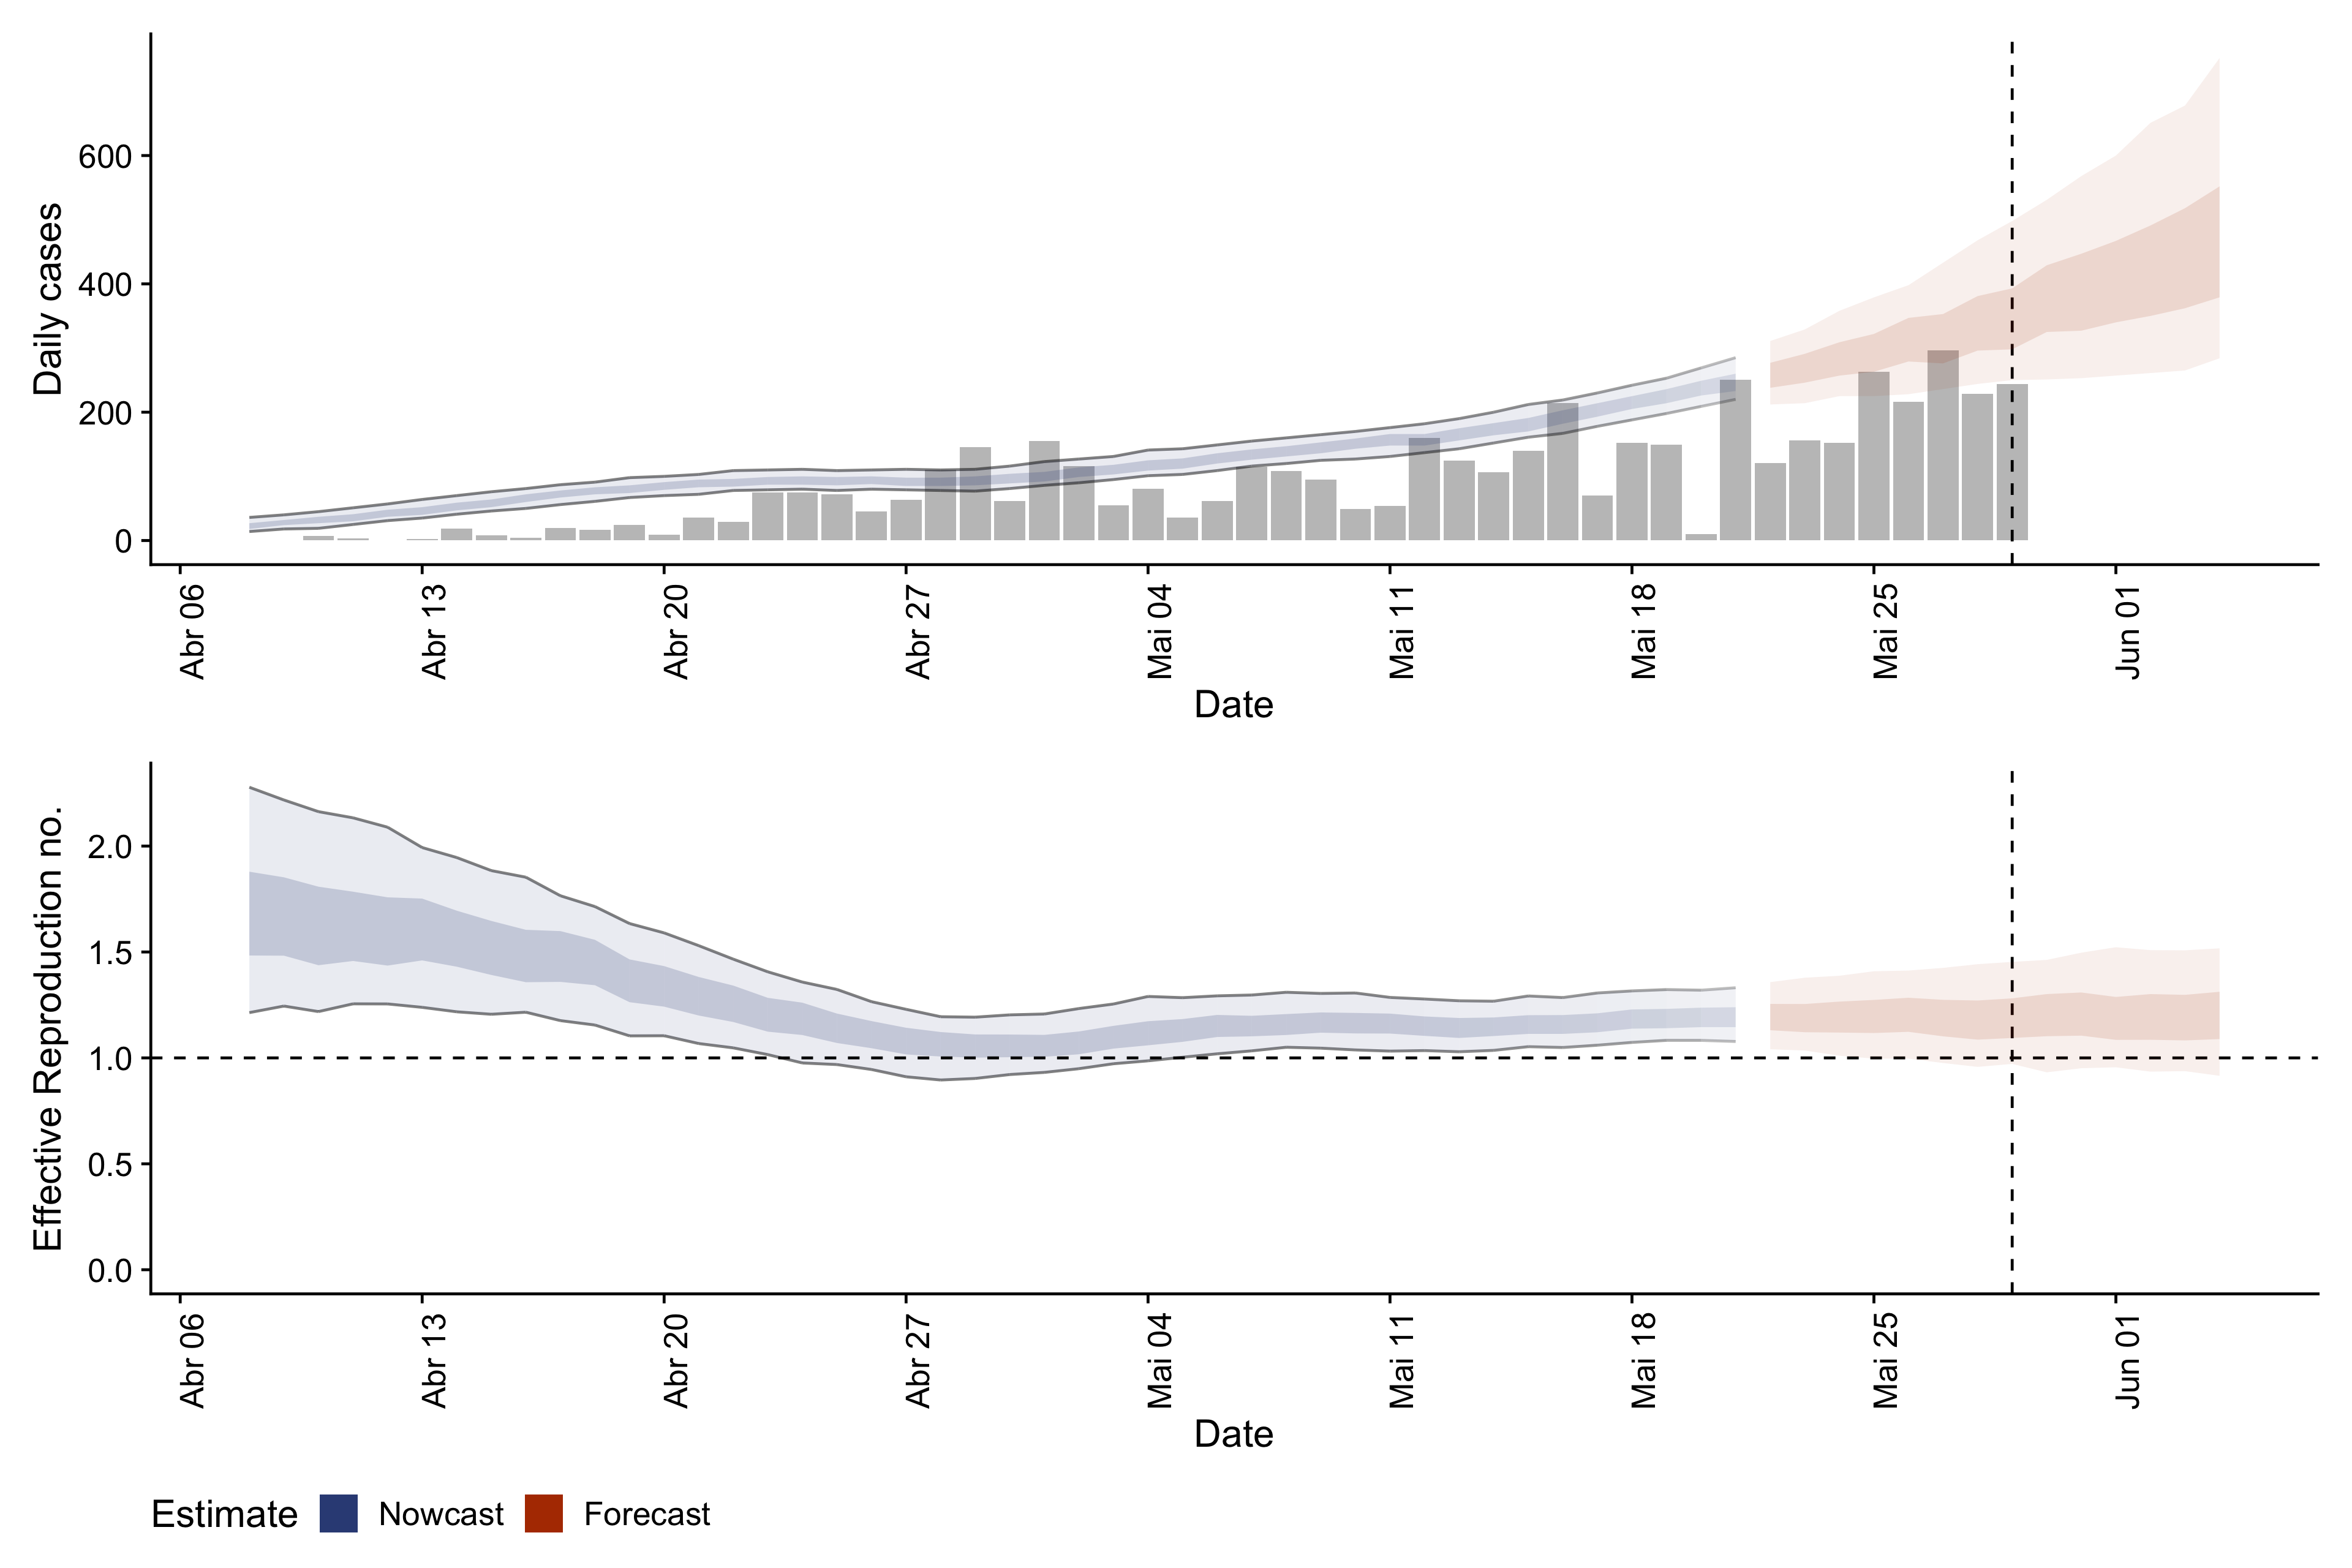 Daily cases
600
400
200
0
Abr 06
Abr 13
Abr 20
Abr 27
Mai 04
Mai 11
Mai 18
Mai 25
Jun 01
Date
Effective Reproduction no.
2.0
1.5
1.0
0.5
0.0
Abr 06
Abr 13
Abr 20
Abr 27
Mai 04
Mai 11
Mai 18
Mai 25
Jun 01
Date
Estimate Nowcast Forecast